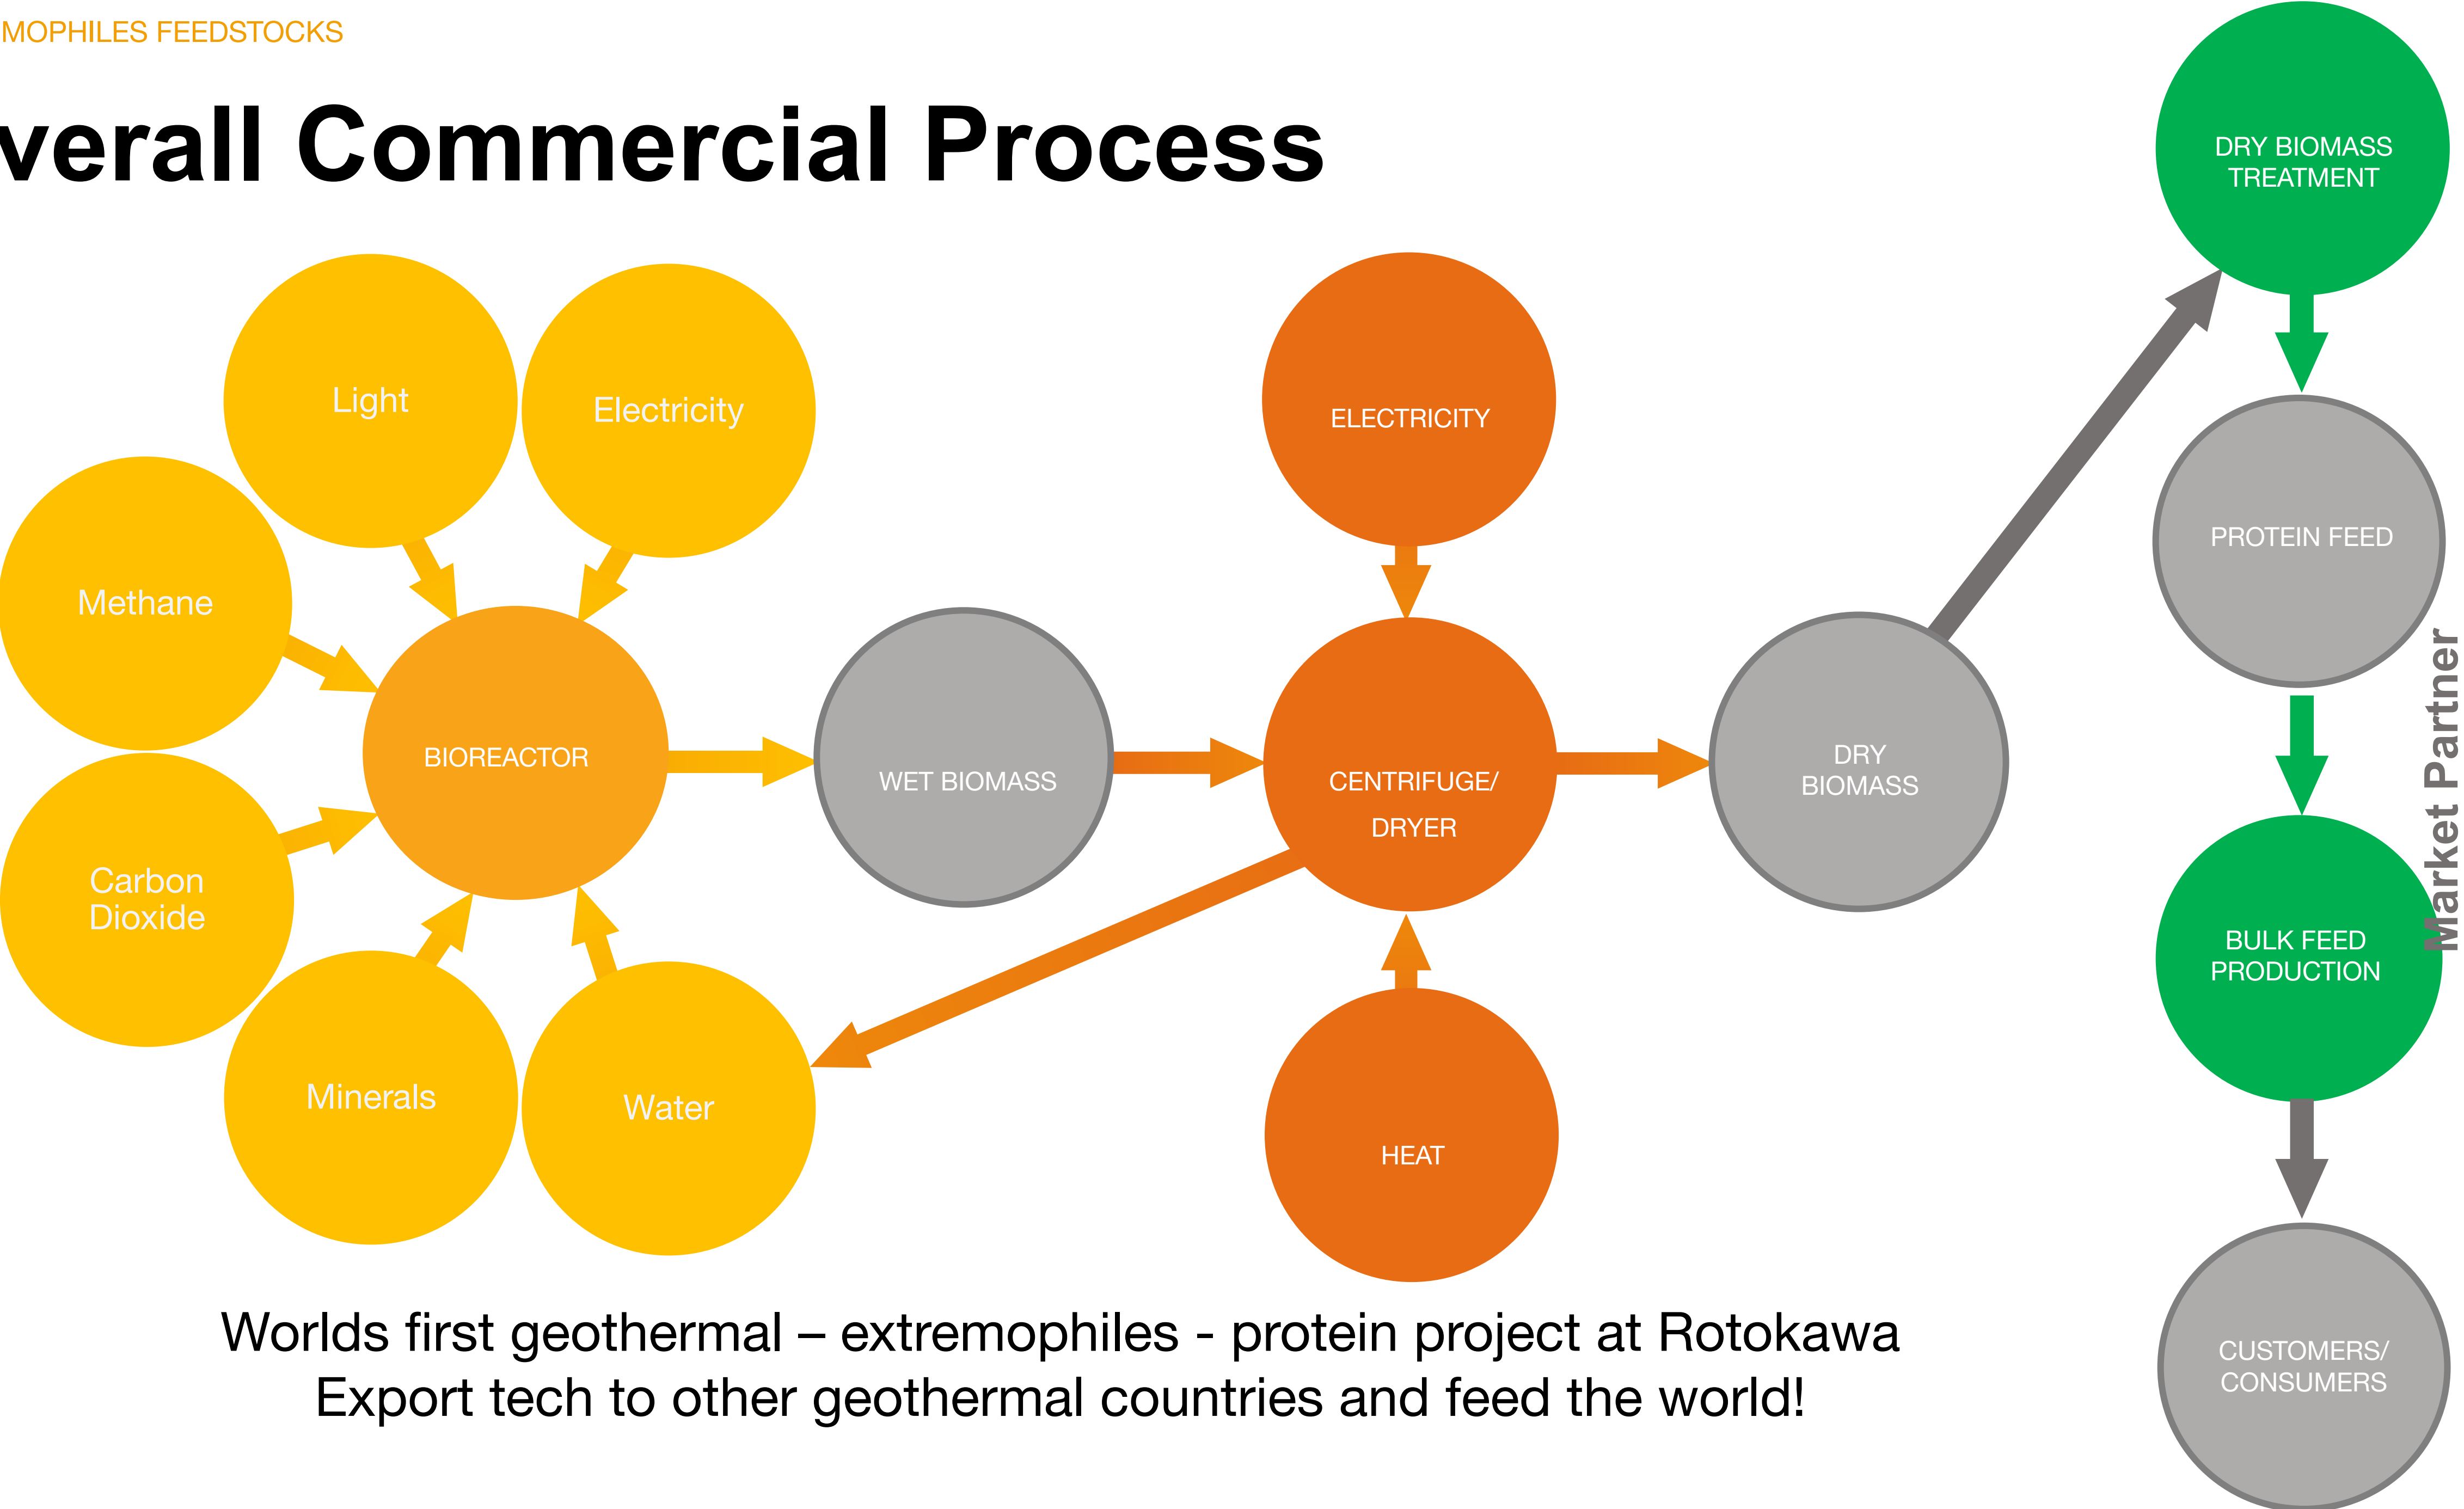 MOPHILES FEEDSTOCKS
verall Commercial Process
Light
Electricity
Methane
Carbon
Dioxide
Minerals
Water
BIOREACTOR
WET BIOMASS
ELECTRICITY
CENTRIFUGE/
DRYER
HEAT
DRY
BIOMASS
DRY BIOMASS
TREATMENT
PROTEIN FEED
BULK FEED
PRODUCTION
CUSTOMERS/
CONSUMERS
Market Partner
Worlds first geothermal – extremophiles - protein project at Rotokawa
Export tech to other geothermal countries and feed the world!